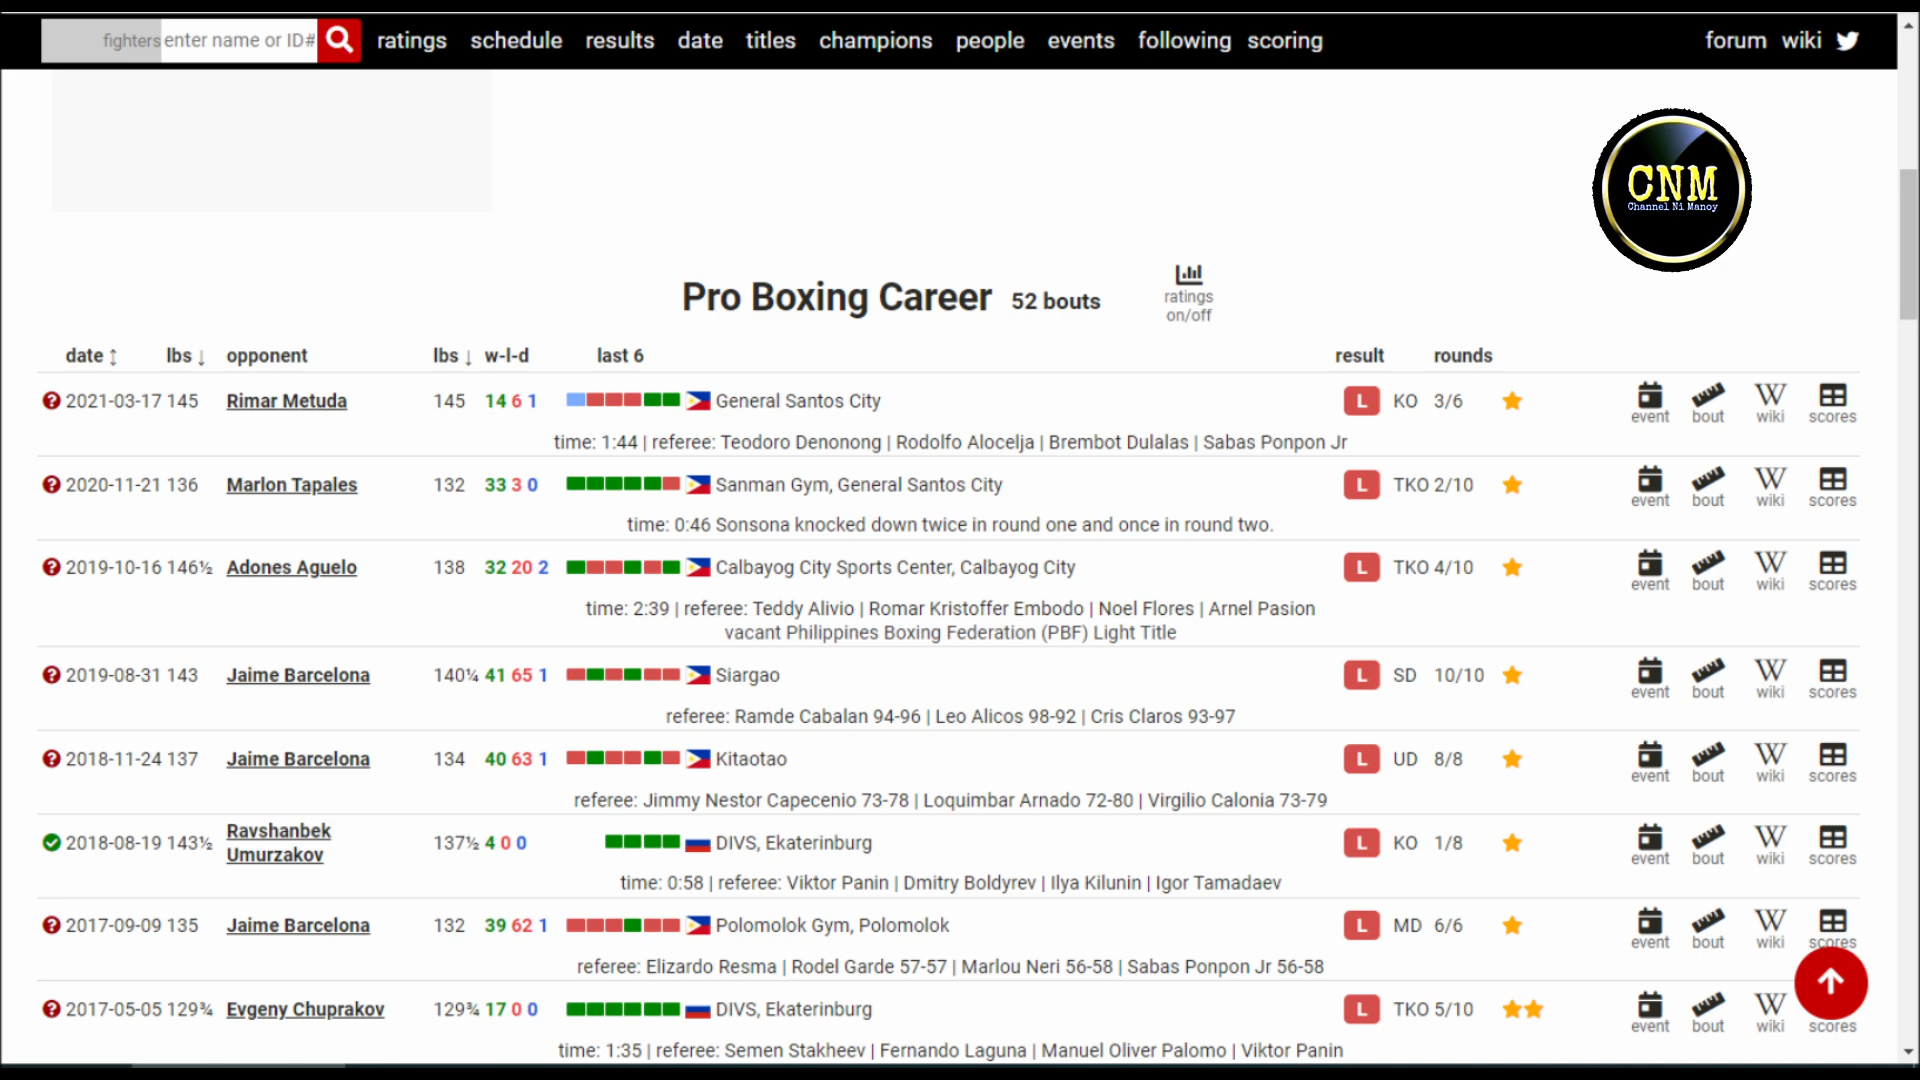 fighters enter name or ID# ratings schedule results date titles champions people events following scoring forum wiki
CNM
Channel Ni Manoy
Pro Boxing Career 52 bouts
ratings
on/off
date lbs opponent lbs w-l-d last 6 result rounds
2021-03-17 145 Rimar Metuda 145 14 6 1 General Santos City L KO 3/6 event bout wiki scores
time: 1:44 | referee: Teodoro Denonong | Rodolfo Alocelja | Brembot Dulalas | Sabas Ponpon Jr
2020-11-21 136 Marlon Tapales 132 33 3 0 Sanman Gym, General Santos City L TKO 2/10 event bout wiki scores
time: 0:46 Sonsona knocked down twice in round one and once in round two.
2019-10-16 146½ Adones Aguelo 138 32 20 2 Calbayog City Sports Center, Calbayog City L TKO 4/10 event bout wiki scores
time: 2:39 | referee: Teddy Alivio | Romar Kristoffer Embodo | Noel Flores | Arnel Pasion
vacant Philippines Boxing Federation (PBF) Light Title
2019-08-31 143 Jaime Barcelona 140¼ 41 65 1 Siargao L SD 10/10 event bout wiki scores
referee: Ramde Cabalan 94-96 | Leo Alicos 98-92 | Cris Claros 93-97
2018-11-24 137 Jaime Barcelona 134 40 63 1 Kitaotao L UD 8/8 event bout wiki scores
referee: Jimmy Nestor Capecenio 73-78 | Loquimbar Arnado 72-80 | Virgilio Calonia 73-79
2018-08-19 143½ Ravshanbek Umurzakov 137½ 4 0 0 DIVS, Ekaterinburg L KO 1/8 event bout wiki scores
time: 0:58 | referee: Viktor Panin | Dmitry Boldyrev | Ilya Kilunin | Igor Tamadaev
2017-09-09 135 Jaime Barcelona 132 39 62 1 Polomolok Gym, Polomolok L MD 6/6 event bout wiki scores
referee: Elizardo Resma | Rodel Garde 57-57 | Marlou Neri 56-58 | Sabas Ponpon Jr 56-58
2017-05-05 129¾ Evgeny Chuprakov 129¾ 17 0 0 DIVS, Ekaterinburg L TKO 5/10 event bout wiki scores
time: 1:35 | referee: Semen Stakheev | Fernando Laguna | Manuel Oliver Palomo | Viktor Panin